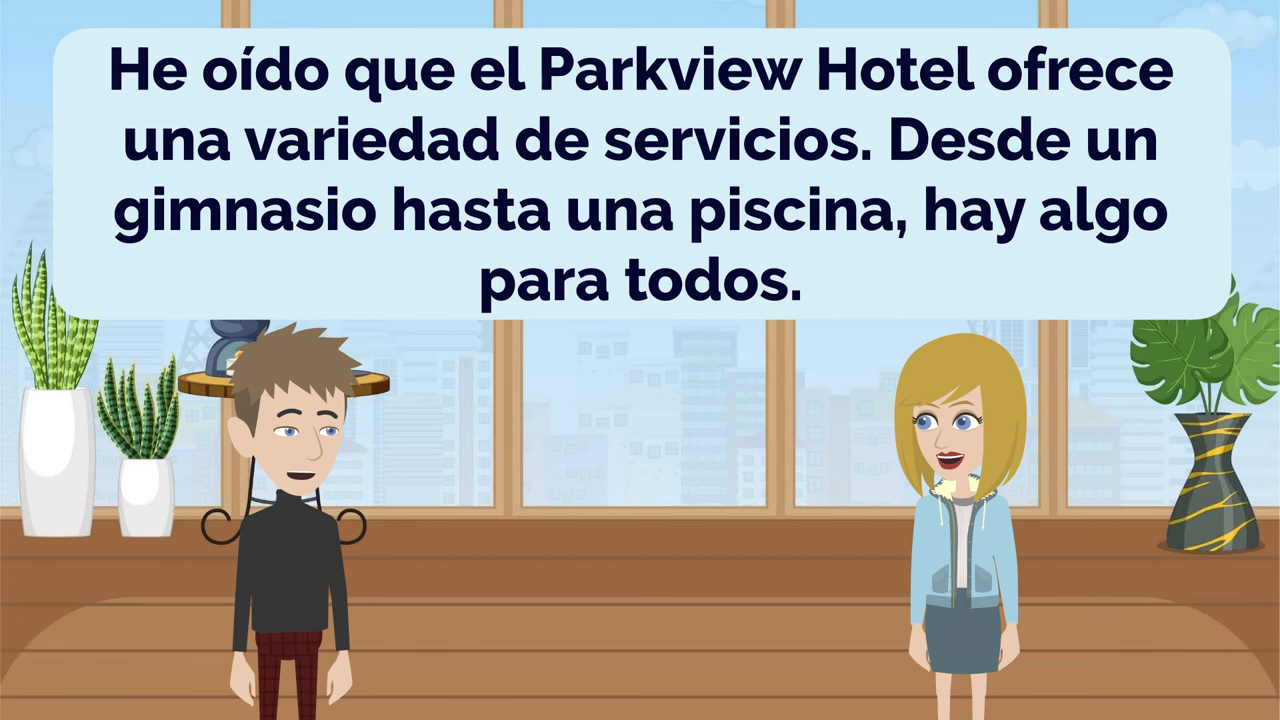 He oído que el Parkview Hotel ofrece
una variedad de servicios. Desde un
gimnasio hasta una piscina, hay algo
para todos.